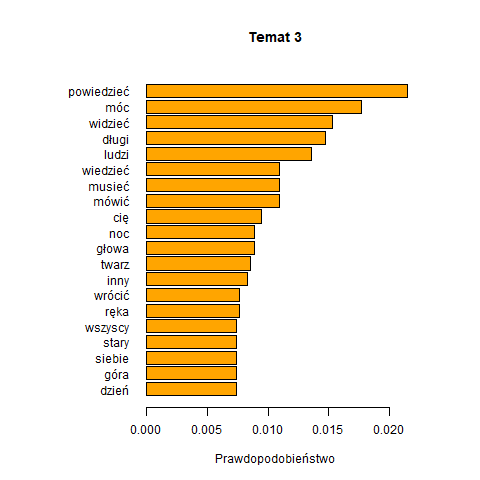 Temat 3
powiedzieć
móc
widzieć
długi
ludzi
wiedzieć
musieć
mówić
cię
noc
głowa
twarz
inny
wrócić
ręka
wszyscy
stary
siebie
góra
dzień
0.000 0.005 0.010 0.015 0.020
Prawdopodobieństwo